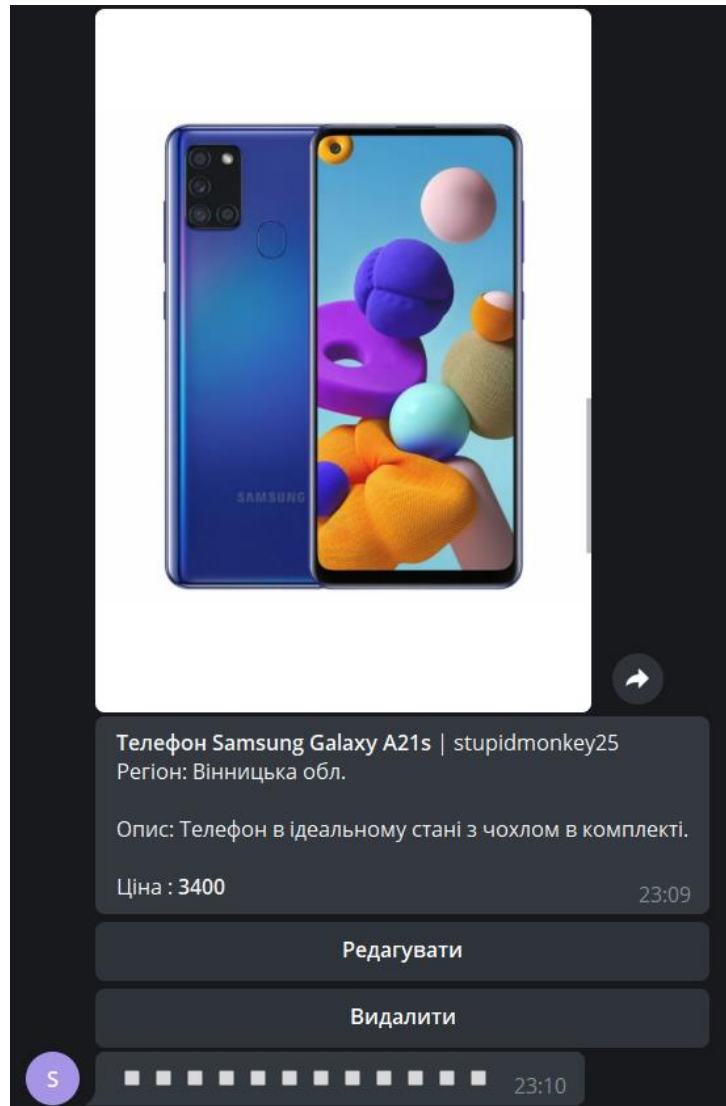 SAMSUNG
Телефон Samsung Galaxy A21s | stupidmonkey25
Регіон: Вінницька обл.
Опис: Телефон в ідеальному стані з чохлом в комплекті.
Ціна : 3400
23:09
Редагувати
Видалити
S
23:10